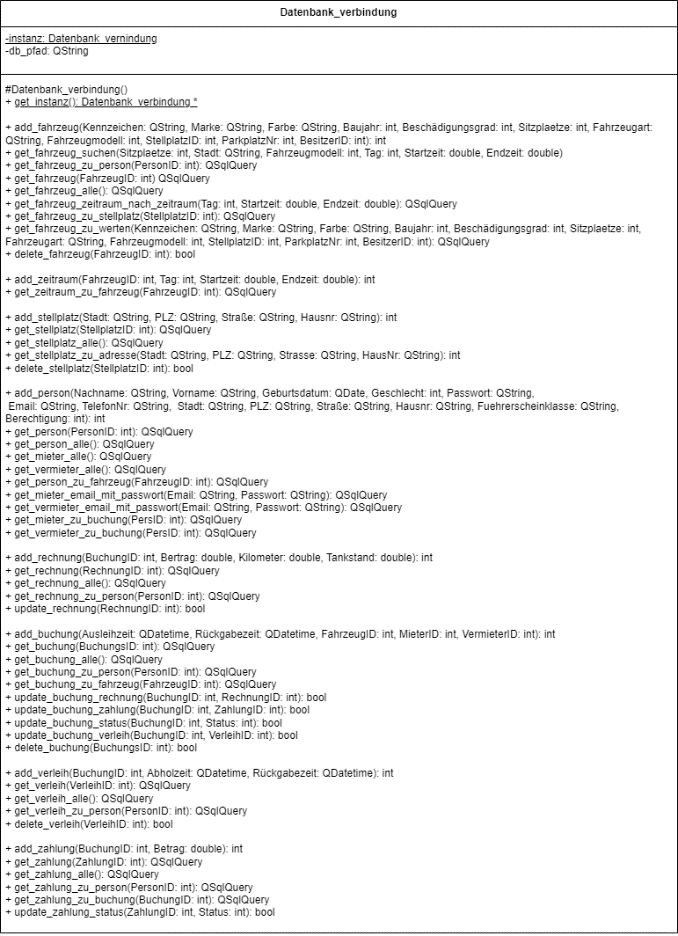 Datenbank_verbindung
-instanz: Datenbank_vernindung
-db_pfad: QString
#Datenbank_verbindung()
+ get_instanz(): Datenbank_verbindung *
+ add_fahrzeug(Kennzeichen: QString, Marke: QString, Farbe: QString, Baujahr: int, Beschädigungsgrad: int, Sitzplaetze: int, Fahrzeugart:
QString, Fahrzeugmodell: int, StellplatzID: int, ParkplatzNr: int, BesitzerID: int): int
+ get_fahrzeug_suchen(Sitzplaetze: int, Stadt: QString, Fahrzeugmodell: int, Tag: int, Startzeit: double, Endzeit: double)
+ get_fahrzeug_zu_person(PersonID: int): QSqlQuery
+ get_fahrzeug(FahrzeugID: int) QSqlQuery
+ get_fahrzeug_alle(): QSqlQuery
+ get_fahrzeug_zeitraum_nach_zeitraum(Tag: int, Startzeit: double, Endzeit: double): QSqlQuery
+ get_fahrzeug_zu_stellplatz(StellplatzID: int): QSqlQuery
+ get_fahrzeug_zu_werten(Kennzeichen: QString, Marke: QString, Farbe: QString, Baujahr: int, Beschädigungsgrad: int, Sitzplaetze: int,
Fahrzeugart: QString, Fahrzeugmodell: int, StellplatzID: int, ParkplatzNr: int, BesitzerID: int): QSqlQuery
+ delete_fahrzeug(FahrzeugID: int): bool
+ add_zeitraum(FahrzeugID: int, Tag: int, Startzeit: double, Endzeit: double): int
+ get_zeitraum_zu_fahrzeug(FahrzeugID: int): QSqlQuery
+ add_stellplatz(Stadt: QString, PLZ: QString, Straße: QString, Hausnr: QString): int
+ get_stellplatz(StellplatzID: int): QSqlQuery
+ get_stellplatz_alle(): QSqlQuery
+ get_stellplatz_zu_adresse(Stadt: QString, PLZ: QString, Strasse: QString, HausNr: QString): int
+ delete_stellplatz(StellplatzID: int): bool
+ add_person(Nachname: QString, Vorname: QString, Geburtsdatum: QDate, Geschlecht: int, Passwort: QString,
Email: QString, TelefonNr: QString, Stadt: QString, PLZ: QString, Straße: QString, Hausnr: QString, Fuehrerscheinklasse: QString,
Berechtigung: int): int
+ get_person(PersonID: int): QSqlQuery
+ get_person_alle(): QSqlQuery
+ get_mieter_alle(): QSqlQuery
+ get_vermieter_alle(): QSqlQuery
+ get_person_zu_fahrzeug(FahrzeugID: int): QSqlQuery
+ get_mieter_email_mit_passwort(Email: QString, Passwort: QString): QSqlQuery
+ get_vermieter_email_mit_passwort(Email: QString, Passwort: QString): QSqlQuery
+ get_mieter_zu_buchung(PersID: int): QSqlQuery
+ get_vermieter_zu_buchung(PersID: int): QSqlQuery
+ add_rechnung(BuchungID: int, Bertrag: double, Kilometer: double, Tankstand: double): int
+ get_rechnung(RechnungID: int): QSqlQuery
+ get_rechnung_alle(): QSqlQuery
+ get_rechnung_zu_person(PersonID: int): QSqlQuery
+ update_rechnung(RechnungID: int): bool
+ add_buchung(Ausleihzeit: QDatetime, Rückgabezeit: QDatetime, FahrzeugID: int, MieterID: int, VermieterID: int): int
+ get_buchung(BuchungsID: int): QSqlQuery
+ get_buchung_alle(): QSqlQuery
+ get_buchung_zu_person(PersonID: int): QSqlQuery
+ get_buchung_zu_fahrzeug(FahrzeugID: int): QSqlQuery
+ update_buchung_rechnung(BuchungID: int, RechnungID: int): bool
+ update_buchung_zahlung(BuchungID: int, ZahlungID: int): bool
+ update_buchung_status(BuchungID: int, Status: int): bool
+ update_buchung_verleih(BuchungID: int, VerleihID: int): bool
+ delete_buchung(BuchungsID: int): bool
+ add_verleih(BuchungID: int, Abholzeit: QDatetime, Rückgabezeit: QDatetime): int
+ get_verleih(VerleihID: int): QSqlQuery
+ get_verleih_alle(): QSqlQuery
+ get_verleih_zu_person(PersonID: int): QSqlQuery
+ delete_verleih(VerleihID: int): bool
+ add_zahlung(BuchungID: int, Betrag: double): int
+ get_zahlung(ZahlungID: int): QSqlQuery
+ get_zahlung_alle(): QSqlQuery
+ get_zahlung_zu_person(PersonID: int): QSqlQuery
+ get_zahlung_zu_buchung(BuchungID: int): QSqlQuery
+ update_zahlung_status(ZahlungID: int, Status: int): bool